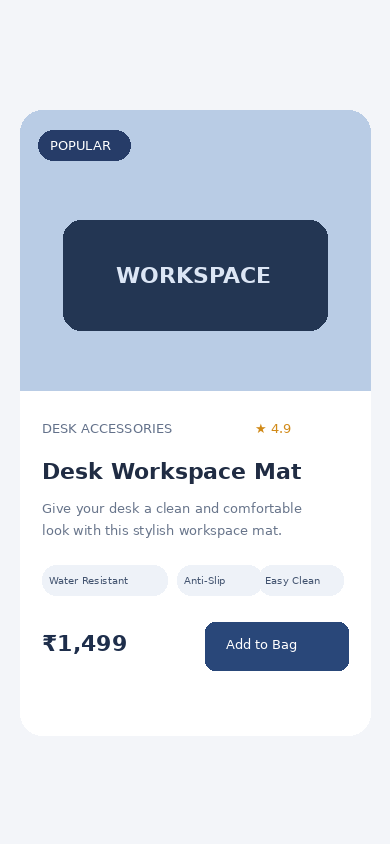 POPULAR
WORKSPACE
DESK ACCESSORIES ★ 4.9
Desk Workspace Mat
Give your desk a clean and comfortable
look with this stylish workspace mat.
Water Resistant Anti-Slip Easy Clean
₹1,499 Add to Bag